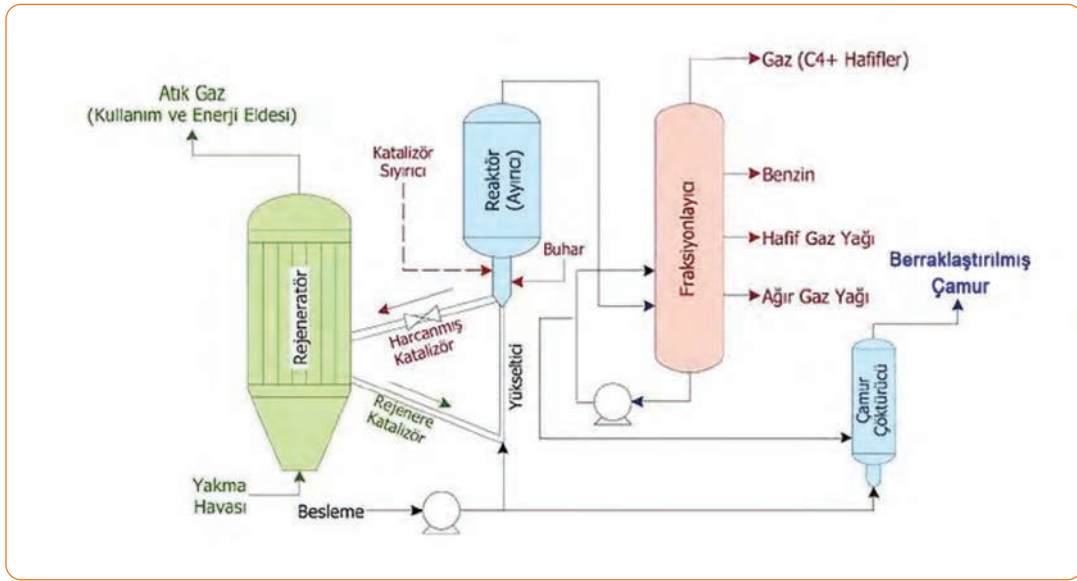 Gaz (C4+ Hafifler)
Atık Gaz
(Kullanım ve Enerji Eldesi)
Katalizör
Sıyırıcı
Reaktör
(Ayırıcı)
Fraksiyonlayıcı
Benzin
Hafif Gaz Yağı
Ağır Gaz Yağı
Buhar
Berraklaştırılmış
Çamur
Rejeneratör
Harcanmış
Katalizör
Yükseltici
Rejenere
Katalizör
Çamur
Çöktürücü
Yakma
Havası
Besleme